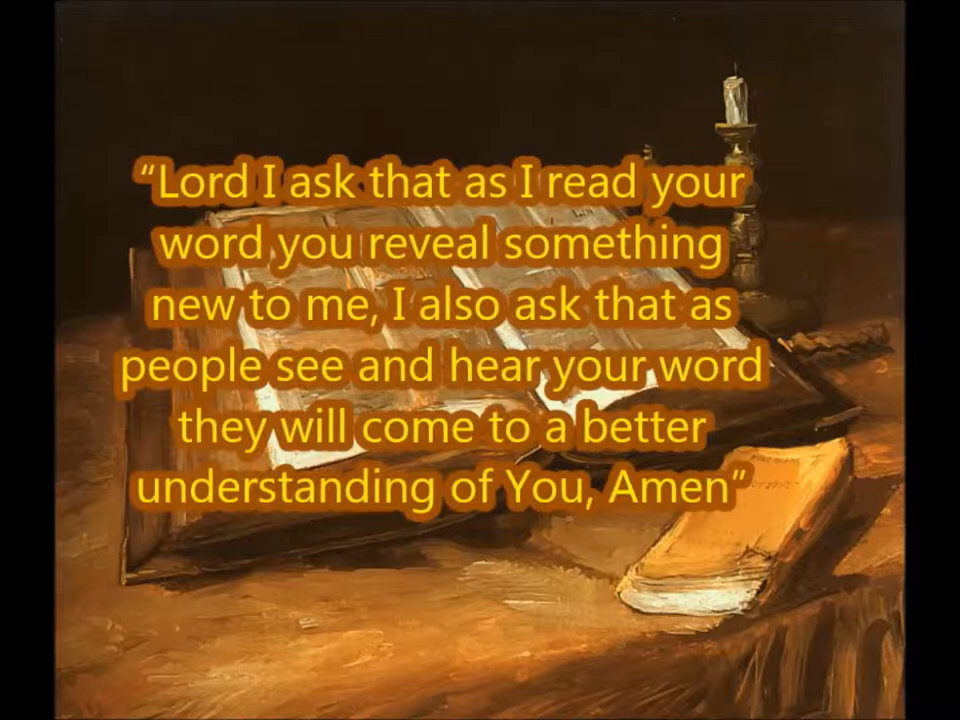 “Lord I ask that as I read your
word you reveal something
new to me, I also ask that as
people see and hear your word
they will come to a better
understanding of You, Amen”